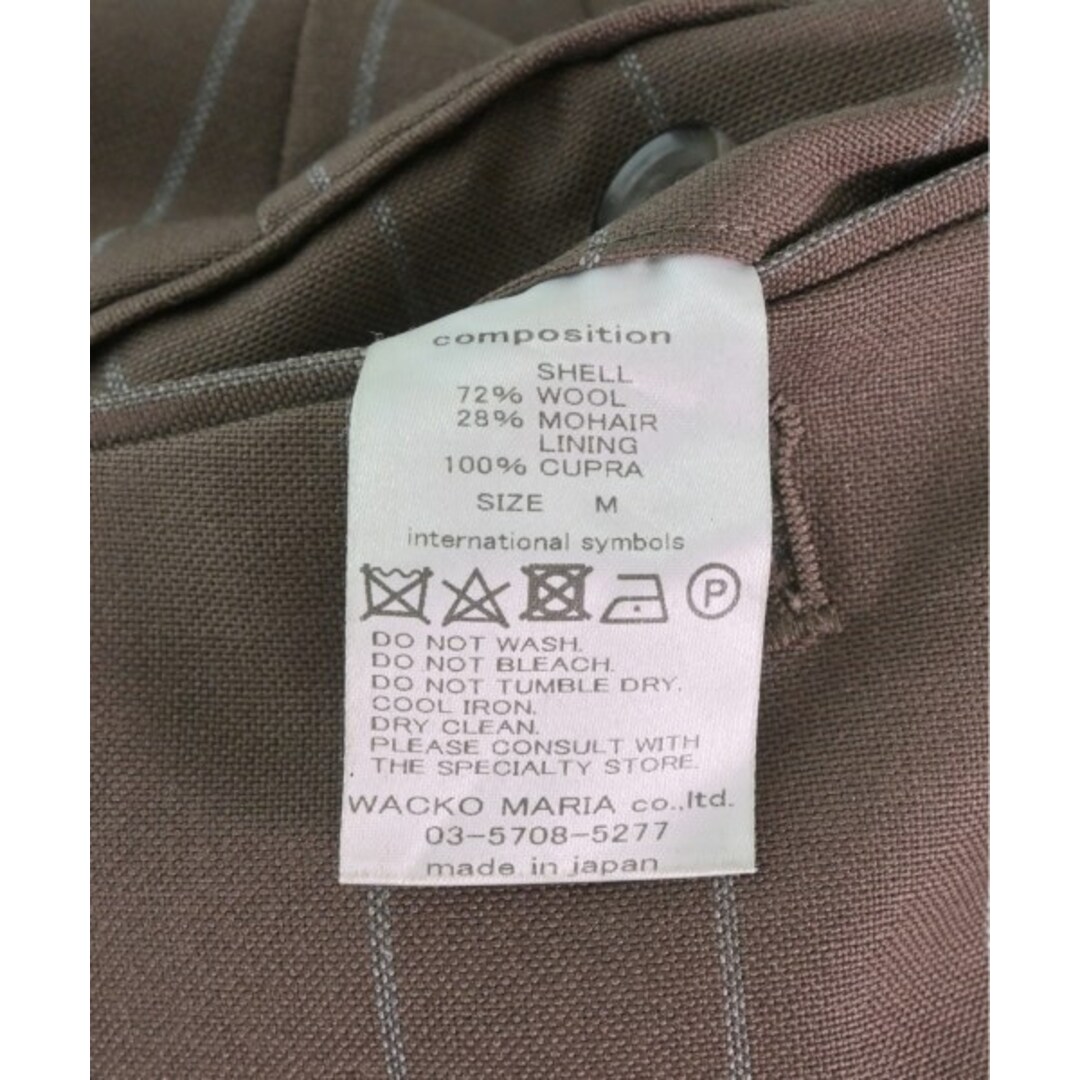 composition
SHELL
72% WOOL
28% MOHAIR
LINING
100% CUPRA
SIZE M
international symbols
P
DO NOT WASH.
DO NOT BLEACH.
DO NOT TUMBLE DRY.
COOL IRON.
DRY CLEAN.
PLEASE CONSULT WITH
THE SPECIALTY STORE.
WACKO MARIA co.,ltd.
03-5708-5277
made in japan